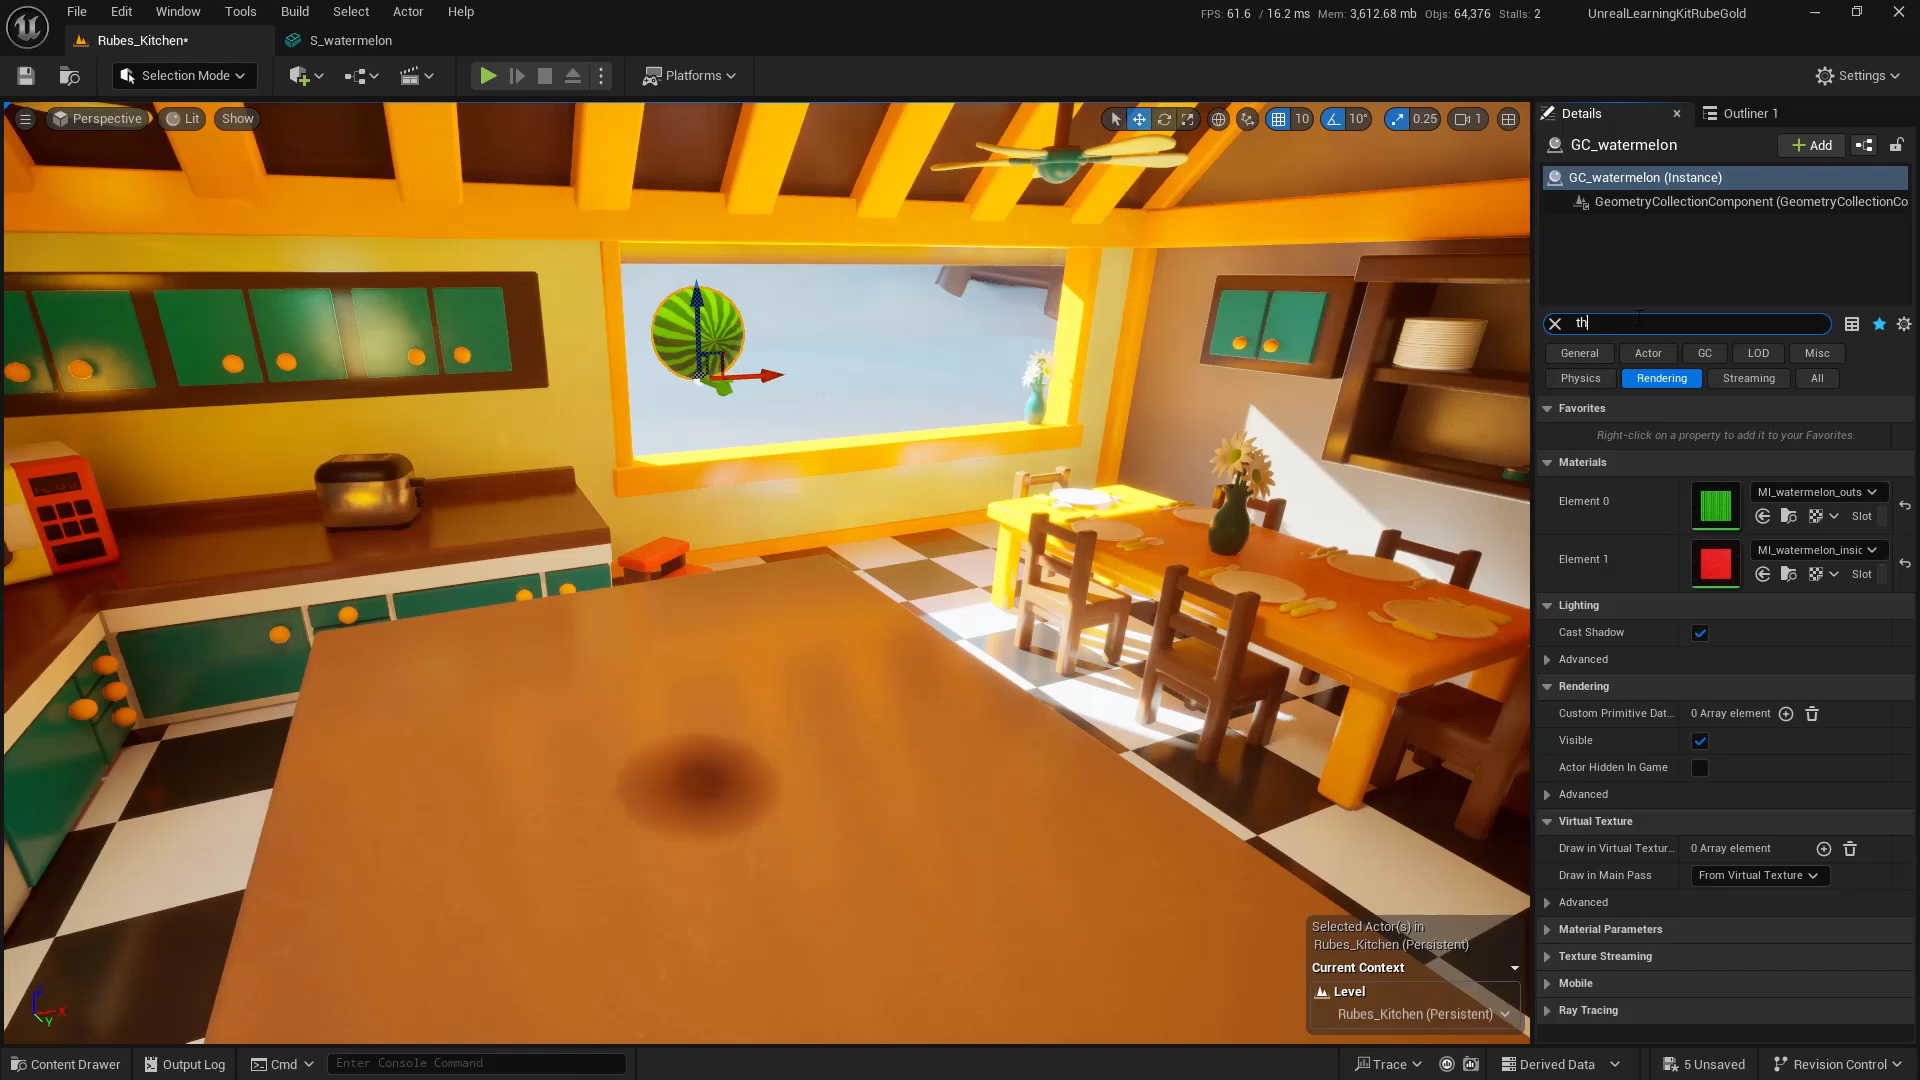 File Edit Window Tools Build Select Actor Help
FPS: 61.6 / 16.2 ms Mem: 3,612.68 mb Objs: 64,376 Stalls: 2 UnrealLearningKitRubeGold
Rubes_Kitchen* S_watermelon
Selection Mode Platforms Settings
Perspective Lit Show 10 10° 0.25 1
Details Outliner 1
GC_watermelon Add
GC_watermelon (Instance)
GeometryCollectionComponent (GeometryCollectionCo
th
General Actor GC LOD Misc
Physics Rendering Streaming All
Favorites
Right-click on a property to add it to your Favorites.
Materials
Element 0 MI_watermelon_outs
Slot
Element 1 MI_watermelon_insic
Slot
Lighting
Cast Shadow
Advanced
Rendering
Custom Primitive Dat... 0 Array element
Visible
Actor Hidden In Game
Advanced
Virtual Texture
Draw in Virtual Textur... 0 Array element
Draw in Main Pass From Virtual Texture
Advanced
Material Parameters
Texture Streaming
Mobile
Ray Tracing
Selected Actor(s) in
Rubes_Kitchen (Persistent)
Current Context
Level
Rubes_Kitchen (Persistent)
Z X Y
Content Drawer Output Log Cmd Enter Console Command Trace Derived Data 5 Unsaved Revision Control